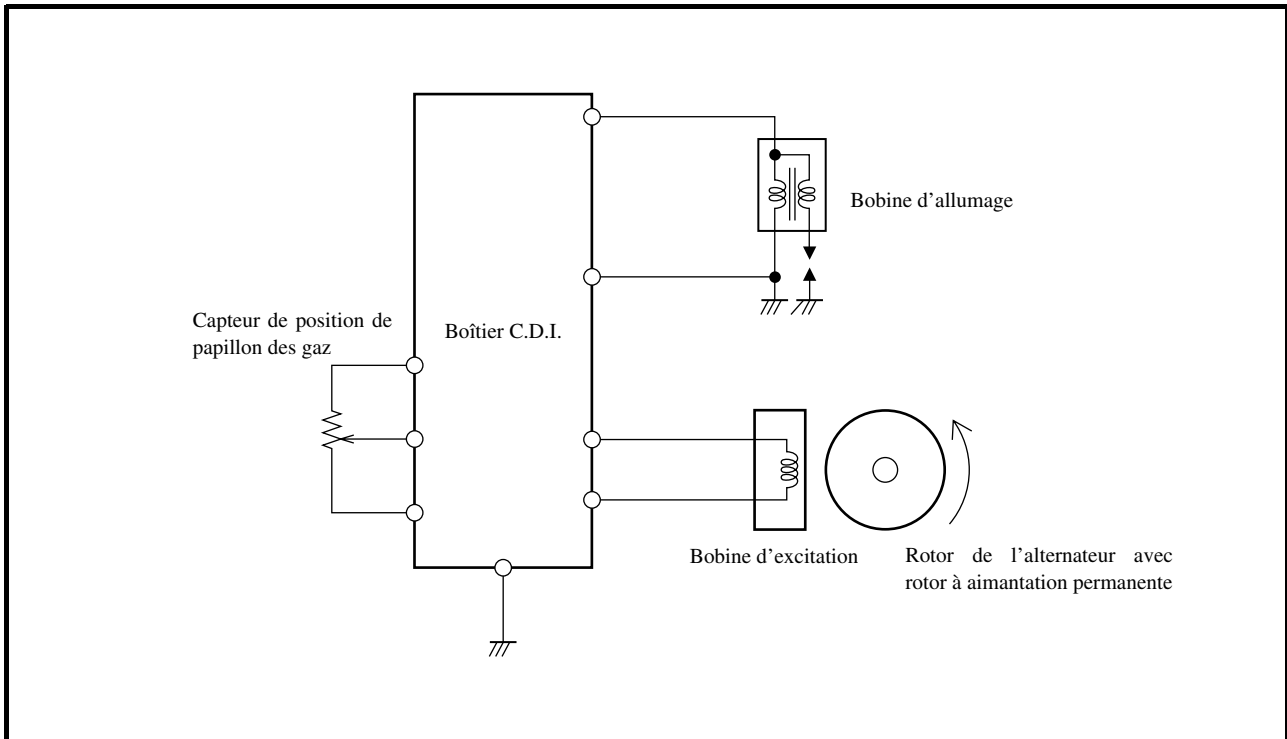 Bobine d'allumage
Capteur de position de
papillon des gaz
Boîtier C.D.I.
Bobine d'excitation
Rotor de l'alternateur avec
rotor à aimantation permanente